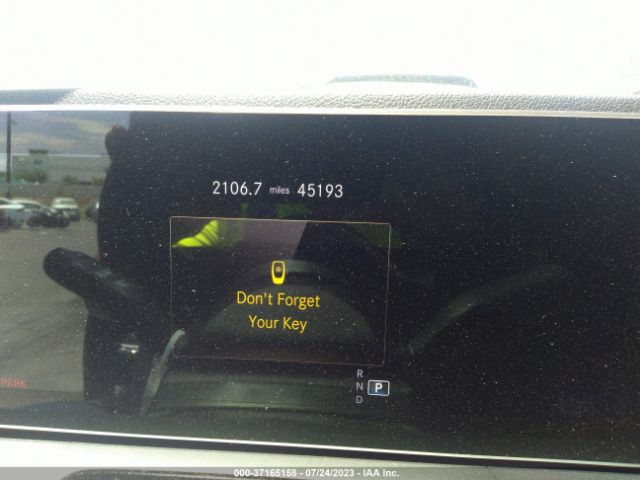 2106.7 miles 45193
Don't Forget
Your Key
R
N P
D
PARK
000-37165158 - 07/24/2023 - IAA Inc.